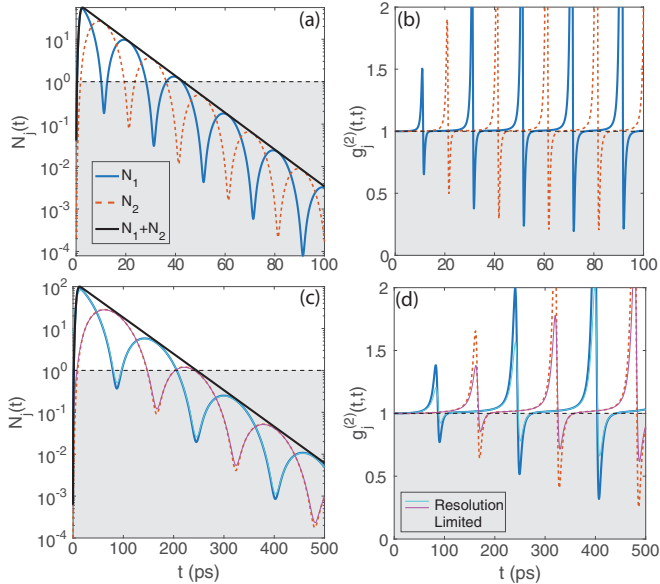 (a)
10^1
10^0
10^-1
10^-2
10^-3
10^-4
N_j(t)
N_1
N_2
N_1+N_2
0 20 40 60 80 100
(b)
2
1.5
1
0.5
0
g_j^(2)(t,t)
0 20 40 60 80 100
(c)
10^2
10^1
10^0
10^-1
10^-2
10^-3
10^-4
N_j(t)
0 100 200 300 400 500
t (ps)
(d)
2
1.5
1
0.5
0
g_j^(2)(t,t)
Resolution
Limited
0 100 200 300 400 500
t (ps)